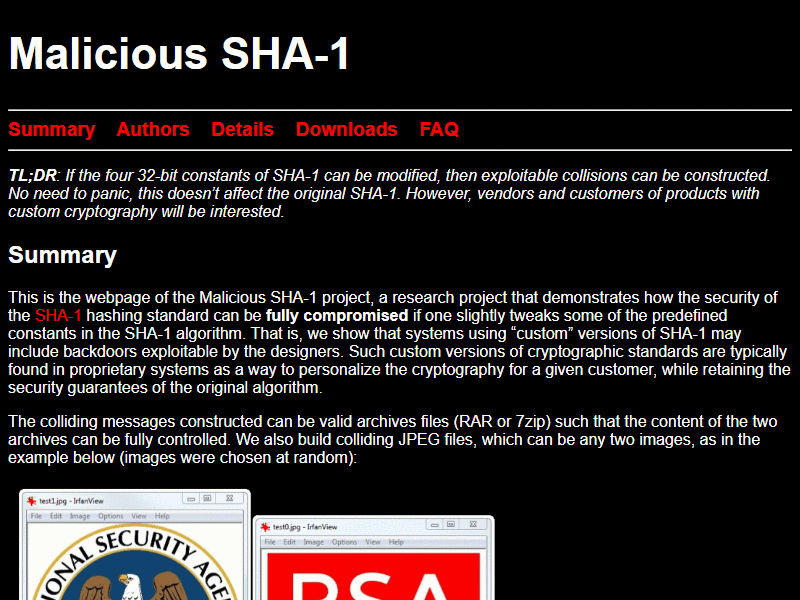 Malicious SHA-1
Summary Authors Details Downloads FAQ
TL;DR: If the four 32-bit constants of SHA-1 can be modified, then exploitable collisions can be constructed.
No need to panic, this doesn’t affect the original SHA-1. However, vendors and customers of products with
custom cryptography will be interested.
Summary
This is the webpage of the Malicious SHA-1 project, a research project that demonstrates how the security of
the SHA-1 hashing standard can be fully compromised if one slightly tweaks some of the predefined
constants in the SHA-1 algorithm. That is, we show that systems using “custom” versions of SHA-1 may
include backdoors exploitable by the designers. Such custom versions of cryptographic standards are typically
found in proprietary systems as a way to personalize the cryptography for a given customer, while retaining the
security guarantees of the original algorithm.
The colliding messages constructed can be valid archives files (RAR or 7zip) such that the content of the two
archives can be fully controlled. We also build colliding JPEG files, which can be any two images, as in the
example below (images were chosen at random):
test1.jpg - IrfanView
File Edit Image Options View Help
SECURITY
test0.jpg - IrfanView
File Edit Image Options View Help
RSA